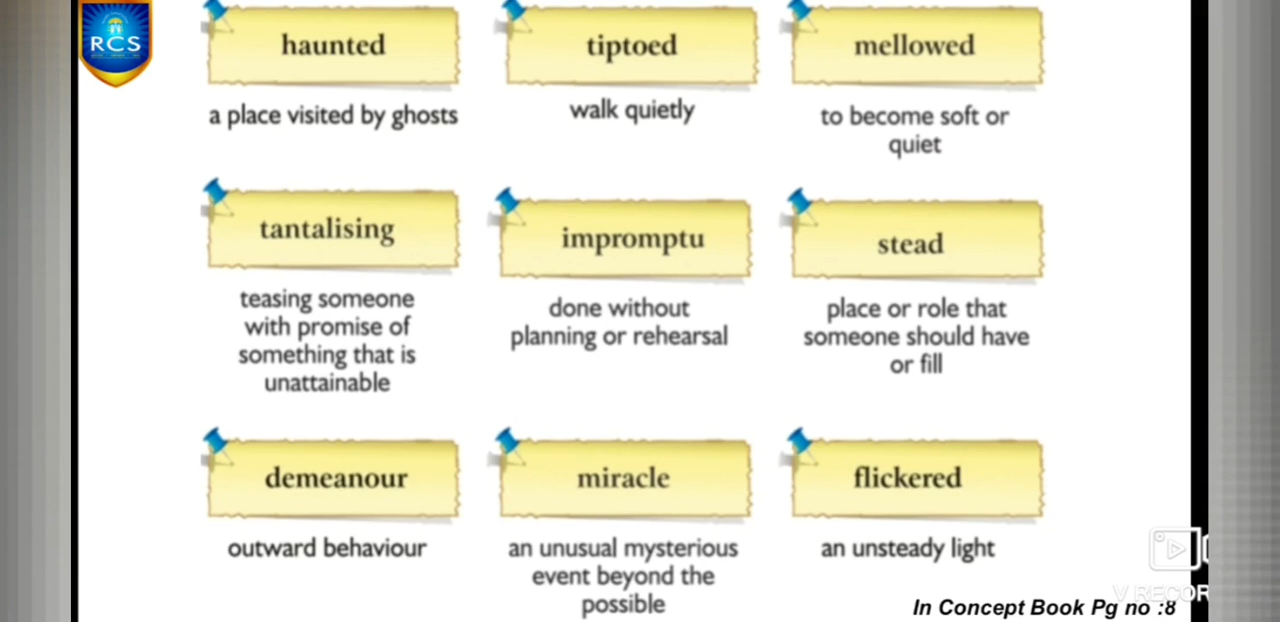 RCS
haunted
tiptoed
mellowed
a place visited by ghosts
walk quietly
to become soft or
quiet
tantalising
impromptu
stead
teasing someone
with promise of
something that is
unattainable
done without
planning or rehearsal
place or role that
someone should have
or fill
demeanour
miracle
flickered
outward behaviour
an unusual mysterious
event beyond the
possible
an unsteady light
V RECOR
In Concept Book Pg no :8